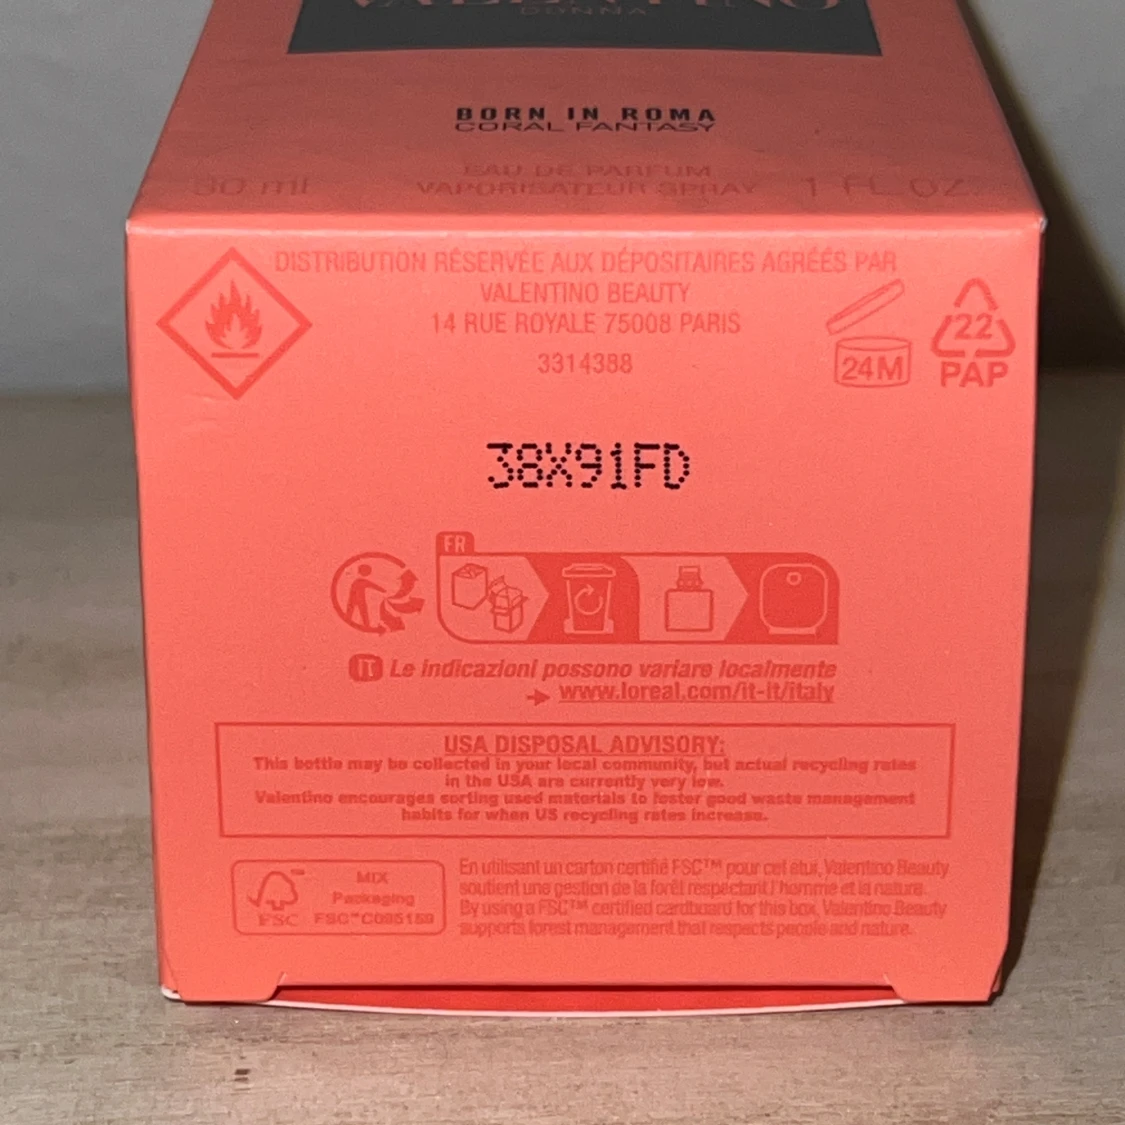 VALENTINO
DONNA
BORN IN ROMA
CORAL FANTASY
EAU DE PARFUM
30 ml VAPORISATEUR SPRAY 1 FL. OZ.
DISTRIBUTION RÉSERVÉE AUX DÉPOSITAIRES AGRÉÉS PAR
VALENTINO BEAUTY
14 RUE ROYALE 75008 PARIS
3314388
24M
22
PAP
38X91FD
FR
IT Le indicazioni possono variare localmente
www.loreal.com/it-it/italy
USA DISPOSAL ADVISORY:
This bottle may be collected in your local community, but actual recycling rates
in the USA are currently very low.
Valentino encourages sorting used materials to foster good waste management
habits for when US recycling rates increase.
FSC™
MIX
Packaging
FSC™ C095159
En utilisant un carton certifié FSC™ pour cet étui, Valentino Beauty
soutient une gestion de la forêt respectant l'homme et la nature.
By using a FSC™ certified cardboard for this box, Valentino Beauty
supports forest management that respects people and nature.